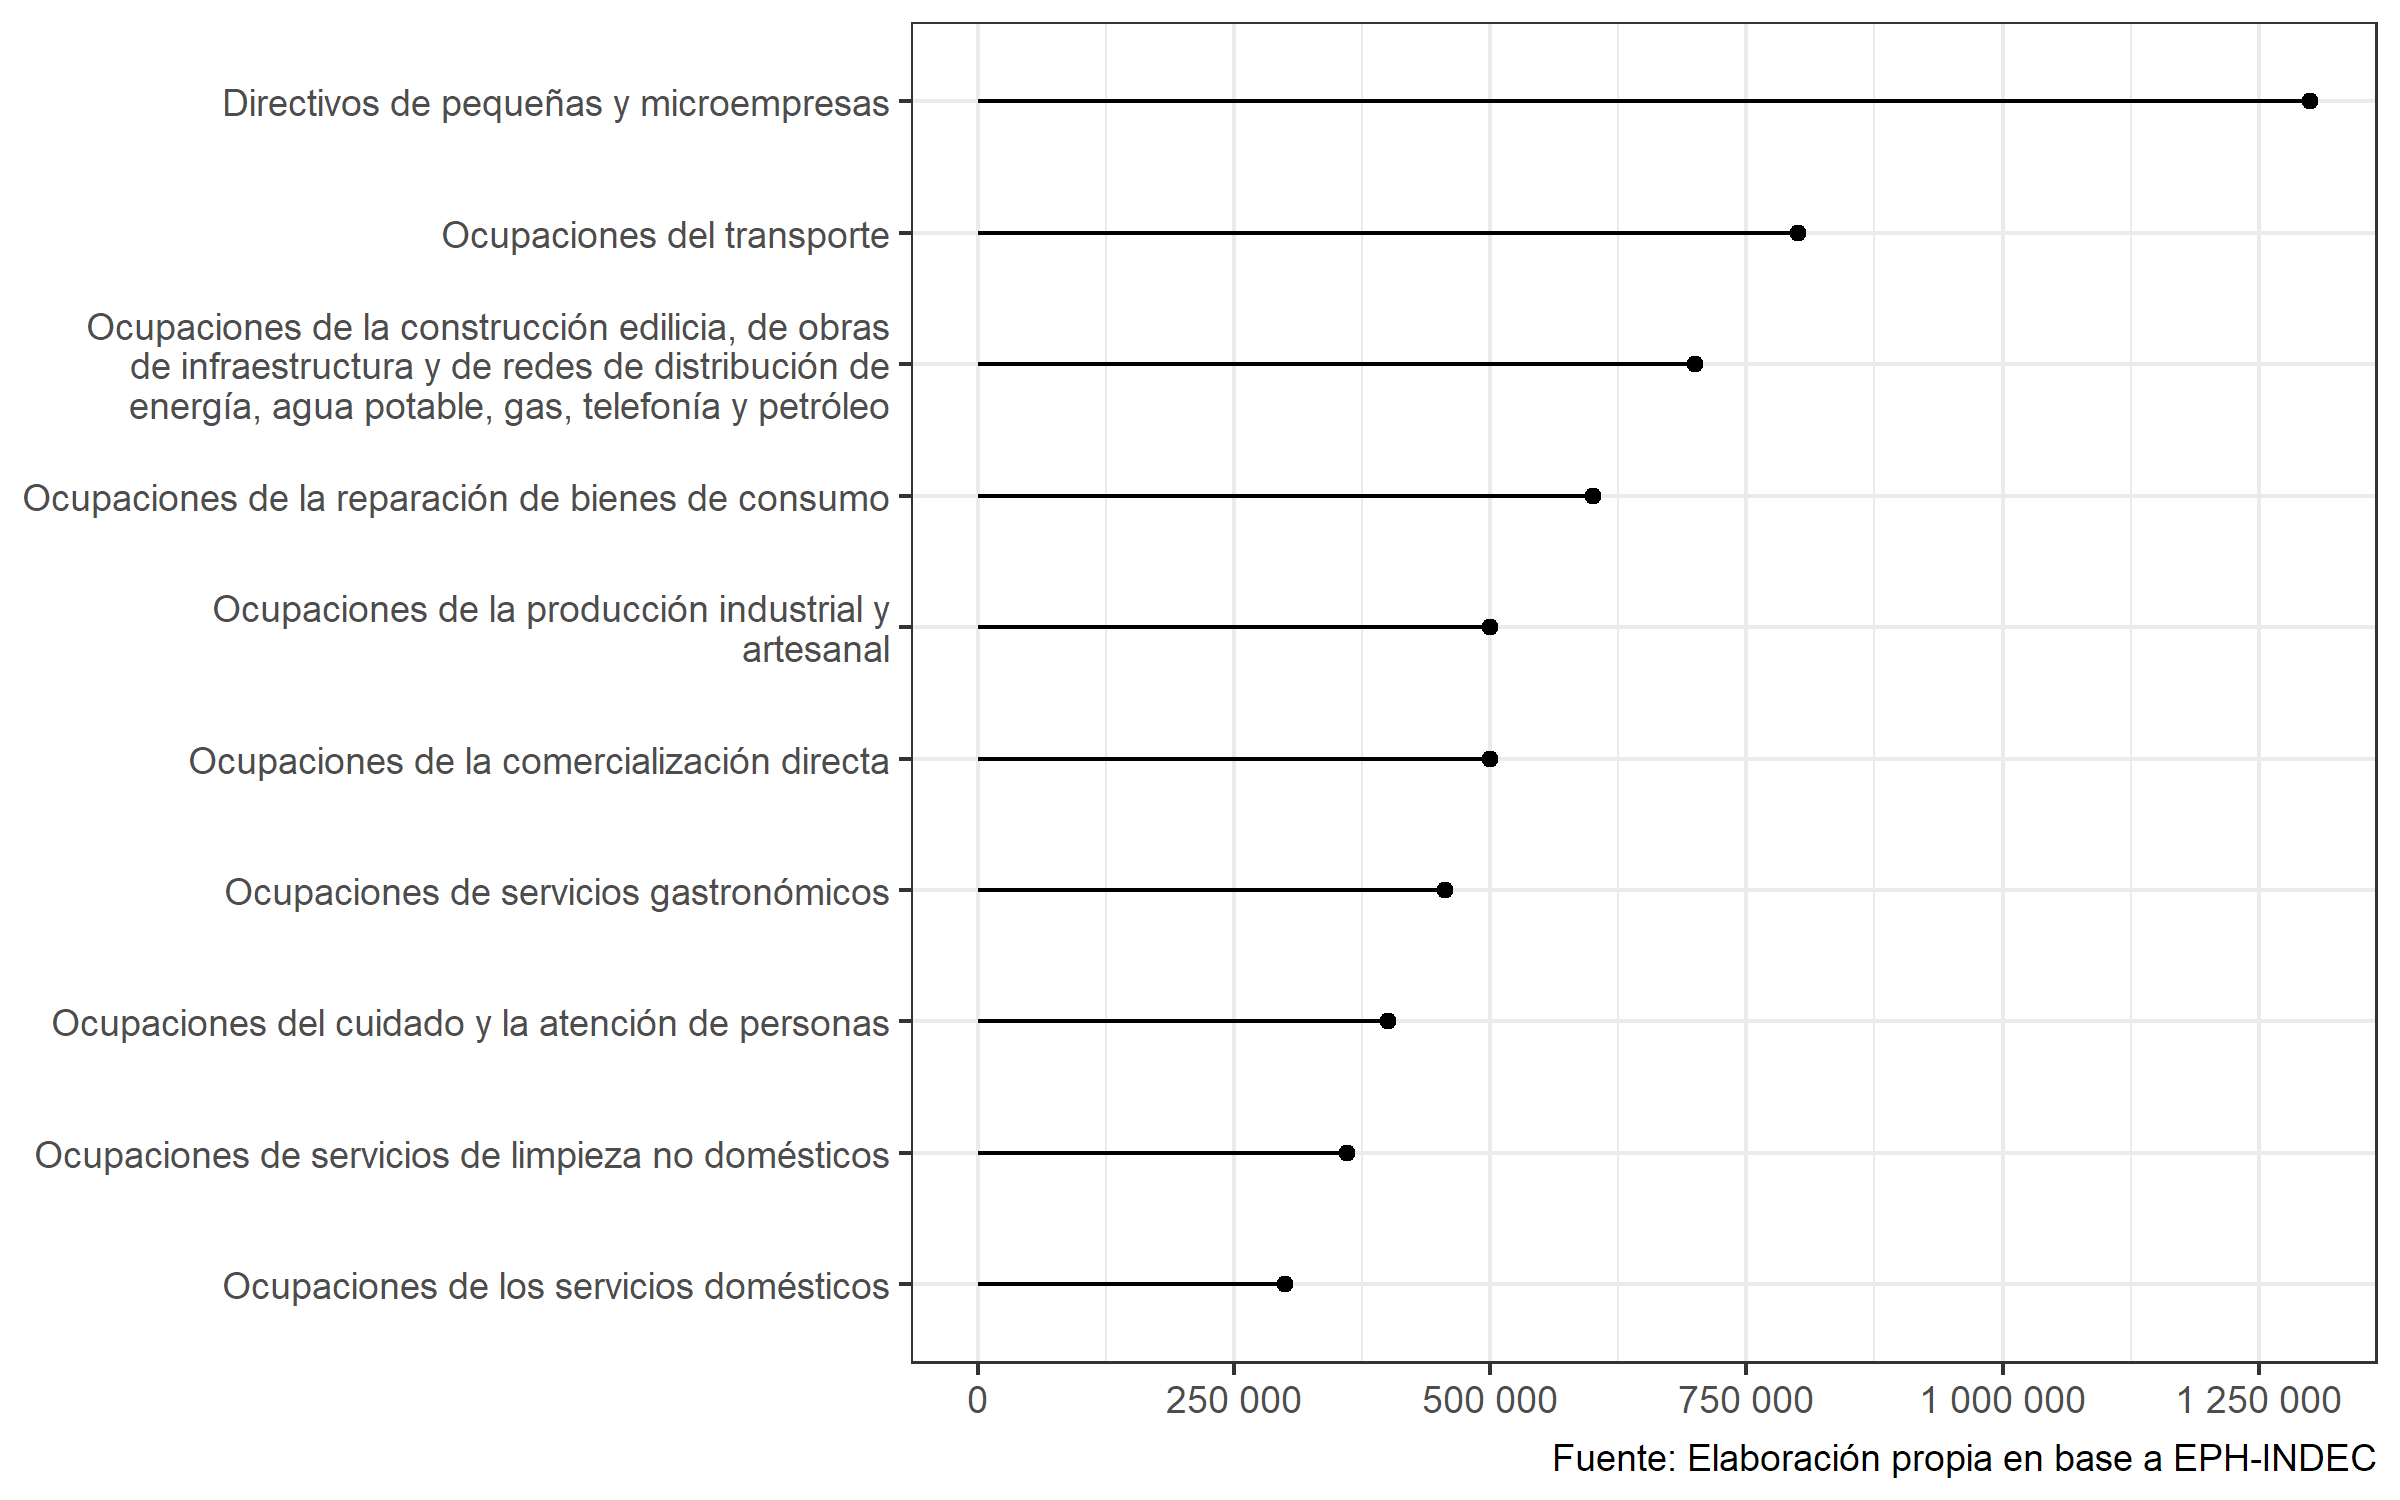 Directivos de pequeñas y microempresas
Ocupaciones del transporte
Ocupaciones de la construcción edilicia, de obras
de infraestructura y de redes de distribución de
energía, agua potable, gas, telefonía y petróleo
Ocupaciones de la reparación de bienes de consumo
Ocupaciones de la producción industrial y
artesanal
Ocupaciones de la comercialización directa
Ocupaciones de servicios gastronómicos
Ocupaciones del cuidado y la atención de personas
Ocupaciones de servicios de limpieza no domésticos
Ocupaciones de los servicios domésticos
0 250 000 500 000 750 000 1 000 000 1 250 000
Fuente: Elaboración propia en base a EPH-INDEC